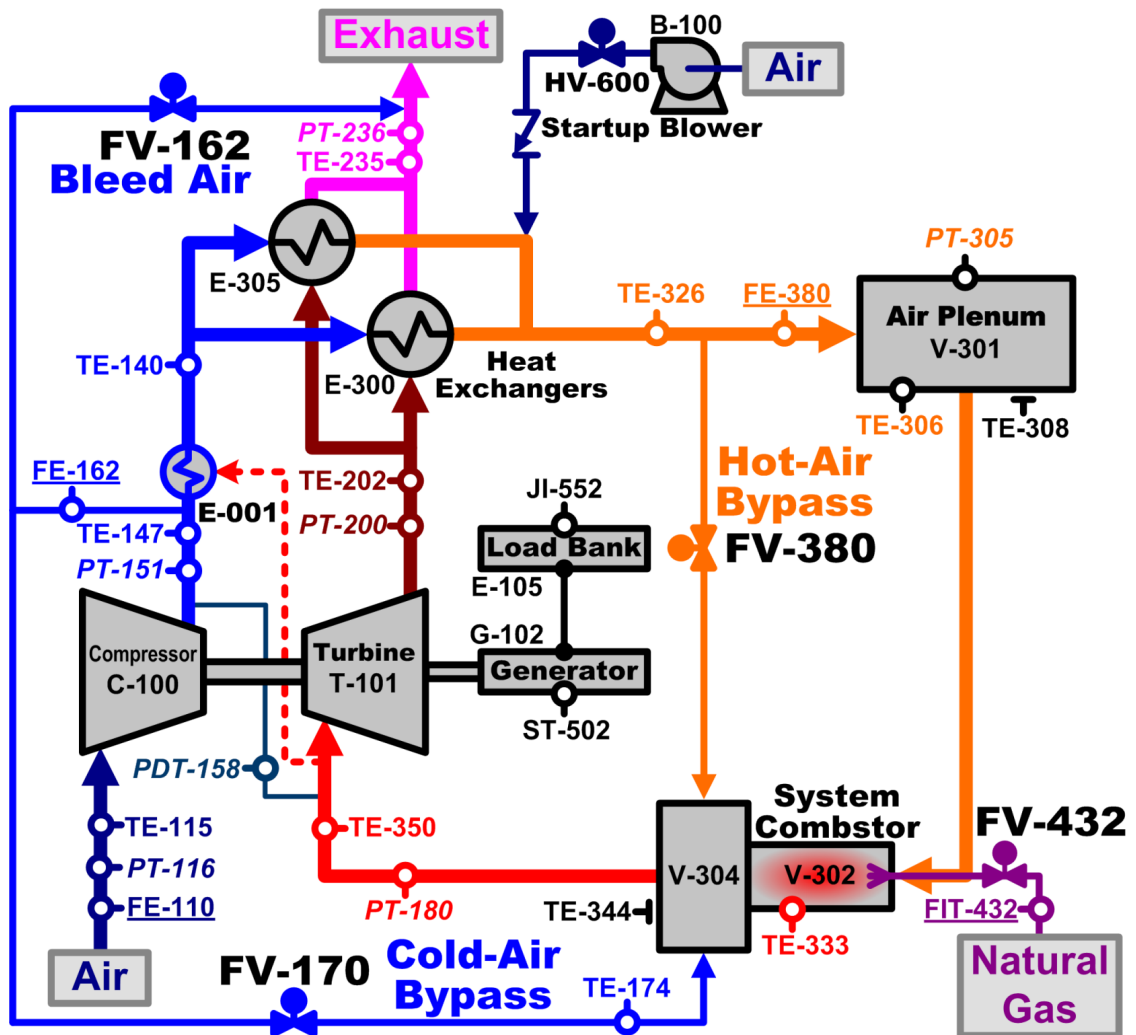 Exhaust
B-100
Air
HV-600
Startup Blower
FV-162
Bleed Air
PT-236
TE-235
E-305
PT-305
TE-326
FE-380
Air Plenum
V-301
TE-140
E-300
Heat
Exchangers
TE-306
TE-308
FE-162
E-001
TE-202
Hot-Air
Bypass
JI-552
TE-147
PT-200
Load Bank
FV-380
PT-151
E-105
Compressor
C-100
Turbine
T-101
G-102
Generator
ST-502
PDT-158
System
Combstor
FV-432
TE-115
TE-350
PT-116
V-304
V-302
FE-110
PT-180
TE-344
FIT-432
TE-333
Air
FV-170
Cold-Air
Bypass
TE-174
Natural
Gas